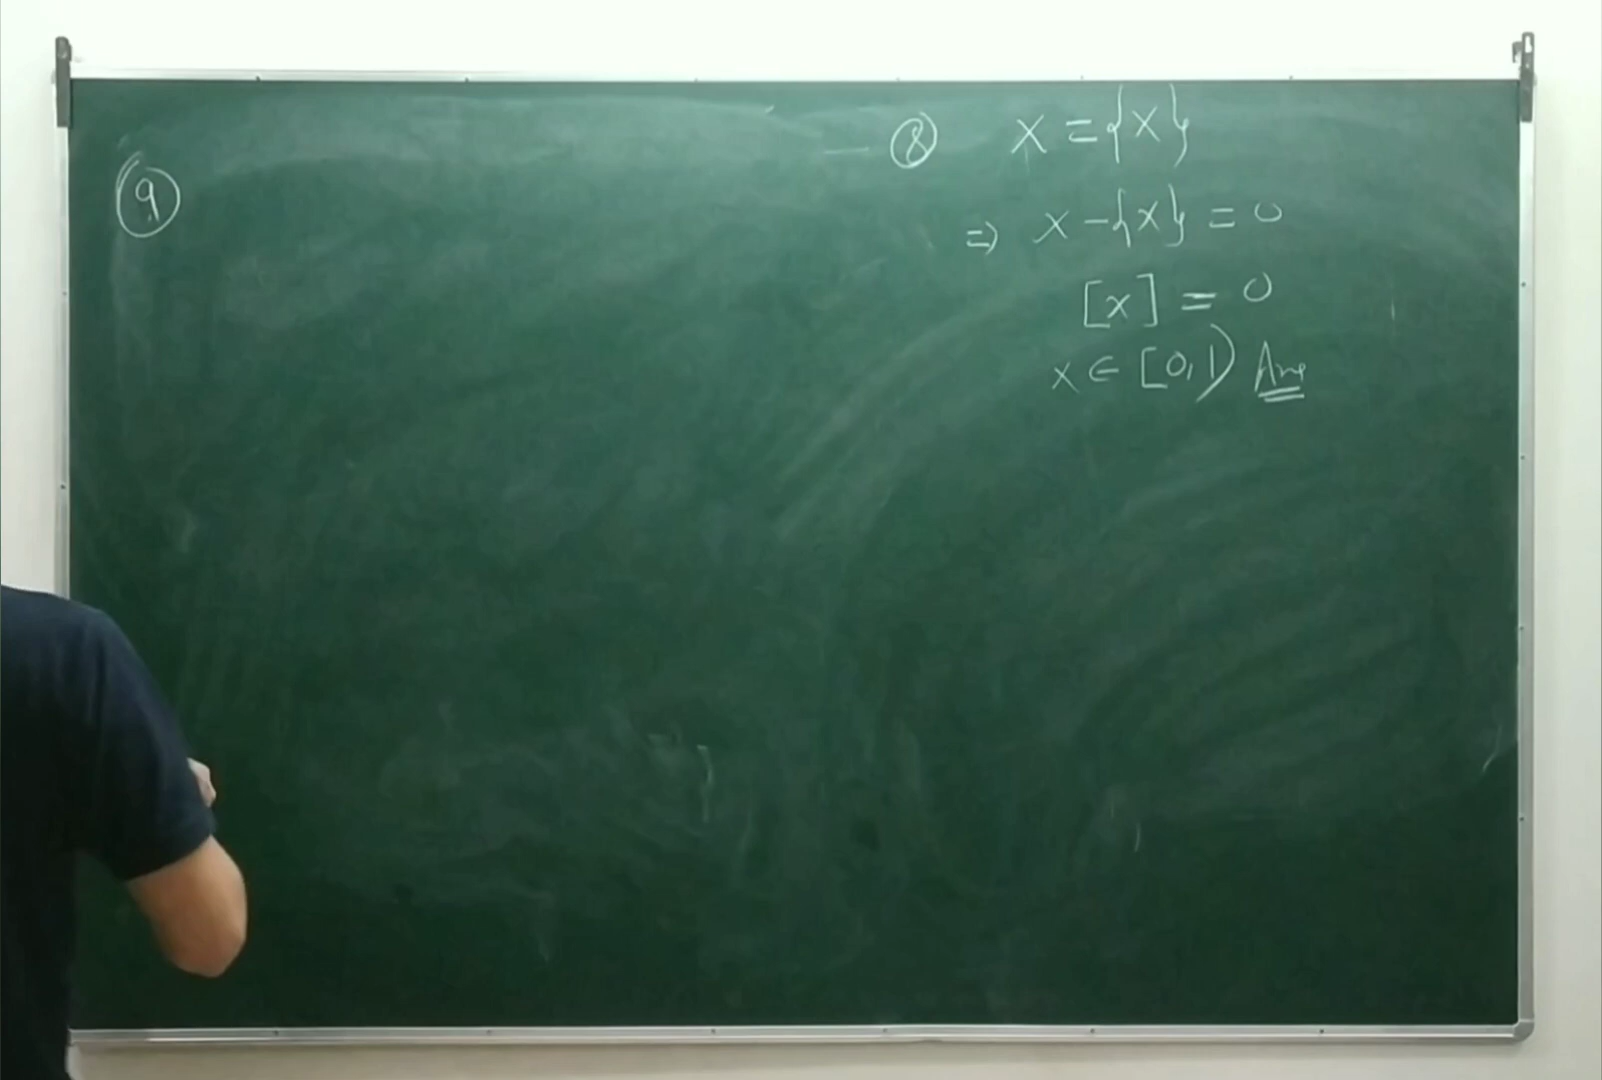 ⑨
⑧ x = {x}
⇒ x - {x} = 0
[x] = 0
x ∈ [0,1) Ans